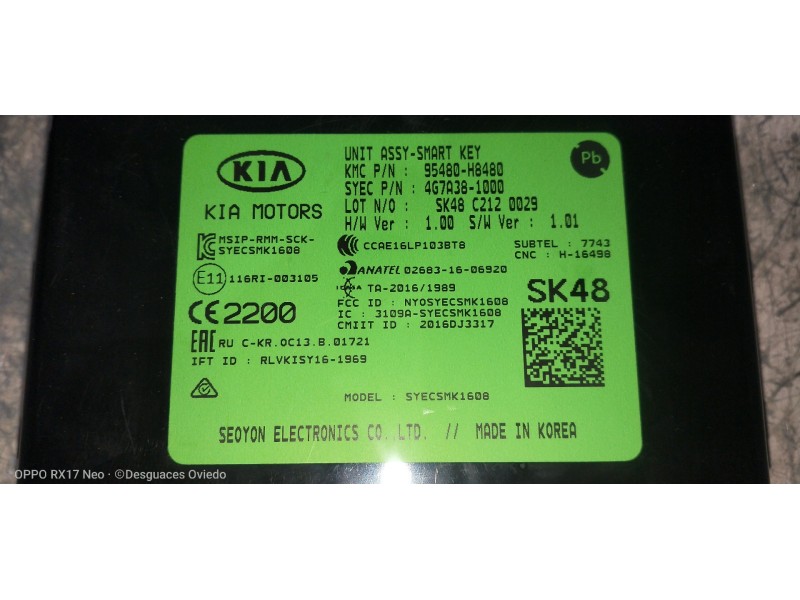 KIA
KIA MOTORS
UNIT ASSY-SMART KEY
KMC P/N : 95480-H8480
SYEC P/N : 4G7A38-1000
LOT N/O : SK48 C212 0029
H/W Ver : 1.00 S/W Ver : 1.01
Pb
MSIP-RMM-SCK-
SYECSMK1608
CCAE16LP103BT8
SUBTEL : 7743
CNC : H-16498
E11 116RI-003105
ANATEL 02683-16-06920
ICASA TA-2016/1989
CE2200
FCC ID : NYOSYECSMK1608
IC : 3109A-SYECSMK1608
CMIIT ID : 2016DJ3317
SK48
EAC RU C-KR.OC13.B.01721
IFT ID : RLVKISY16-1969
MODEL : SYECSMK1608
SEOYON ELECTRONICS CO.,LTD. // MADE IN KOREA
OPPO RX17 Neo · ©Desguaces Oviedo